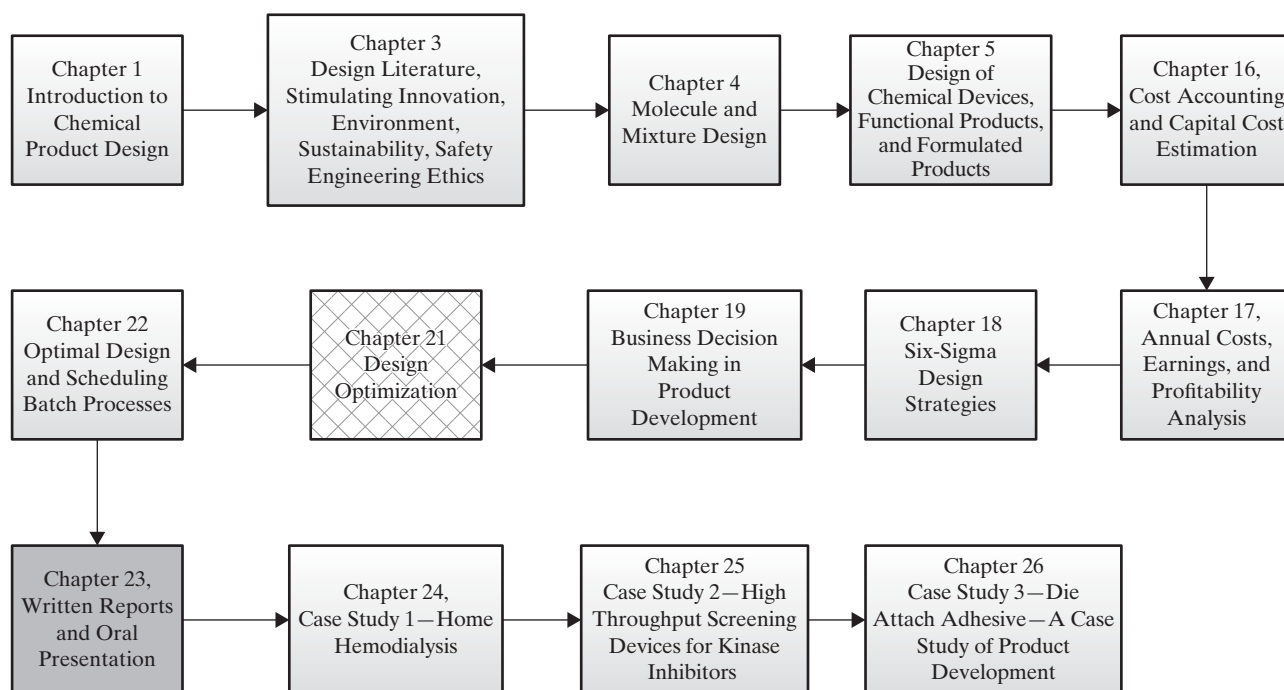 Chapter 1
Introduction to
Chemical
Product Design
Chapter 3
Design Literature,
Stimulating Innovation,
Environment,
Sustainability, Safety
Engineering Ethics
Chapter 4
Molecule and
Mixture Design
Chapter 5
Design of
Chemical Devices,
Functional Products,
and Formulated
Products
Chapter 16,
Cost Accounting
and Capital Cost
Estimation
Chapter 17,
Annual Costs,
Earnings, and
Profitability
Analysis
Chapter 18
Six-Sigma
Design
Strategies
Chapter 19
Business Decision
Making in
Product
Development
Chapter 21
Design
Optimization
Chapter 22
Optimal Design
and Scheduling
Batch Processes
Chapter 23,
Written Reports
and Oral
Presentation
Chapter 24,
Case Study 1—Home
Hemodialysis
Chapter 25
Case Study 2—High
Throughput Screening
Devices for Kinase
Inhibitors
Chapter 26
Case Study 3—Die
Attach Adhesive—A Case
Study of Product
Development